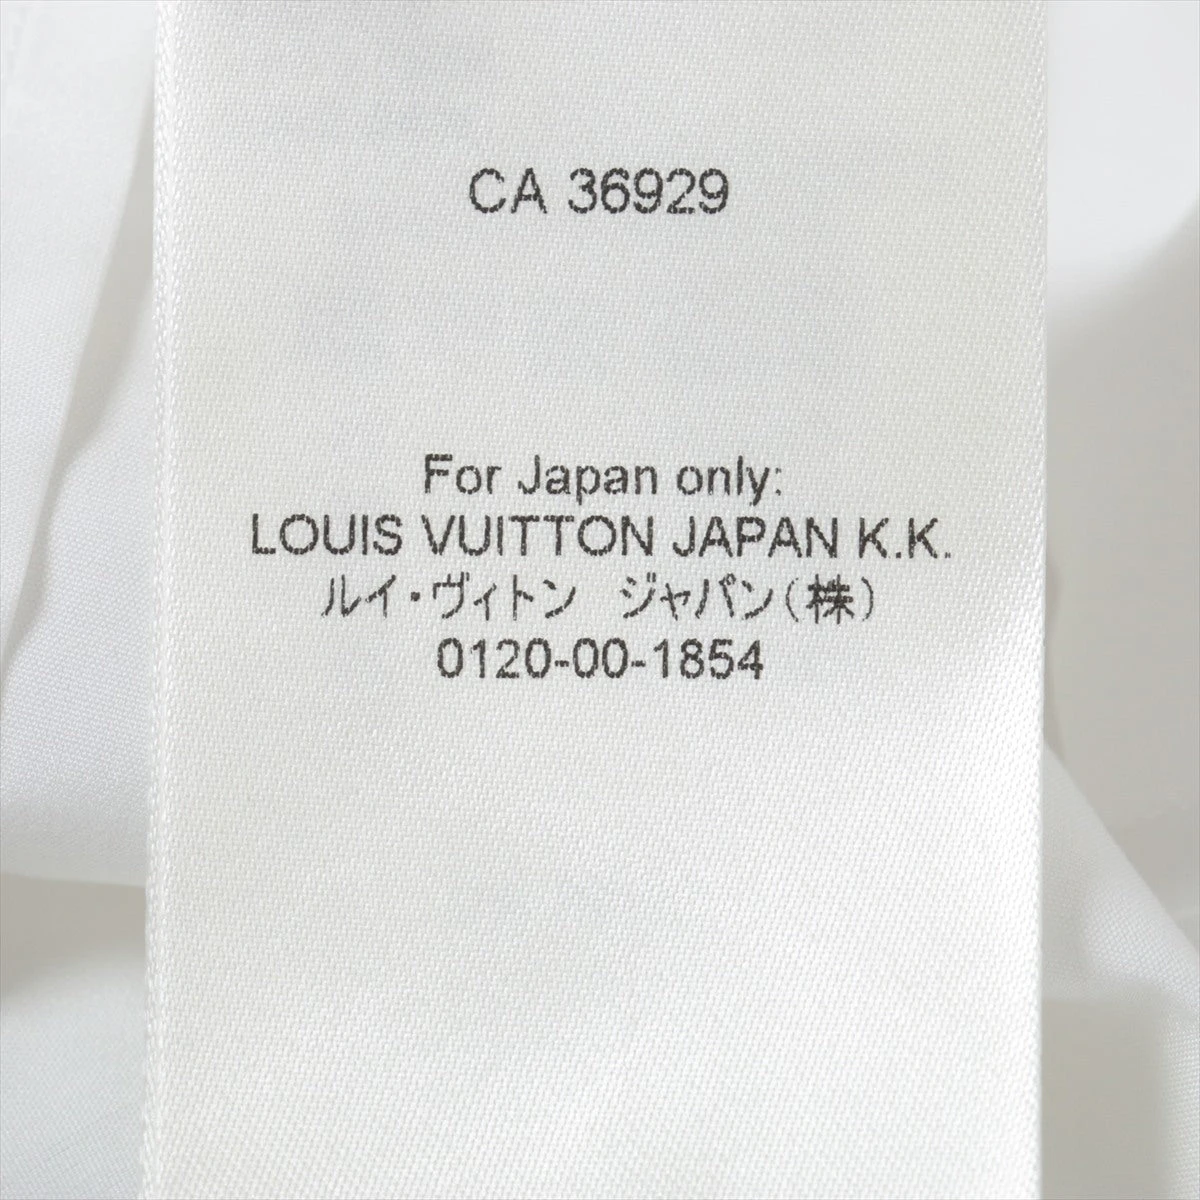 CA 36929
For Japan only:
LOUIS VUITTON JAPAN K.K.
ルイ・ヴィトン　ジャパン(株)
0120-00-1854